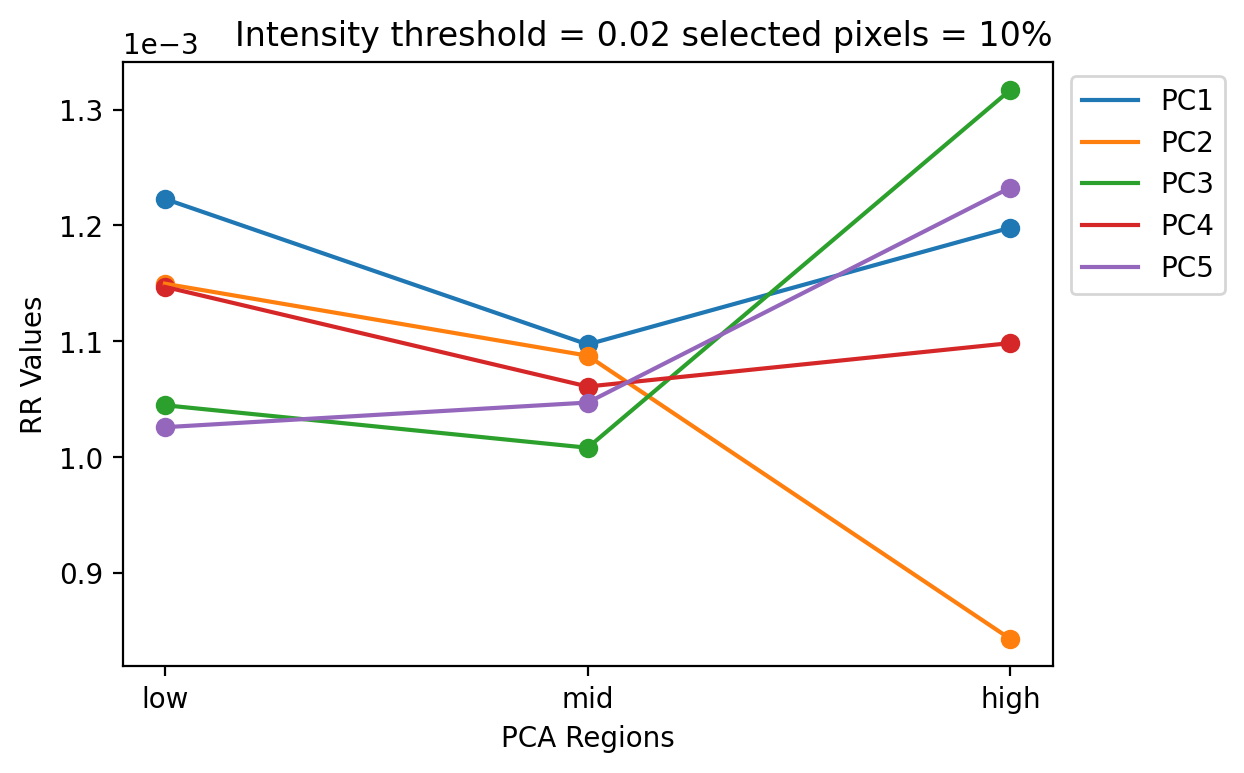 Intensity threshold = 0.02 selected pixels = 10%
1e−3
1.3
1.2
1.1
1.0
0.9
RR Values
low
mid
high
PCA Regions
PC1
PC2
PC3
PC4
PC5